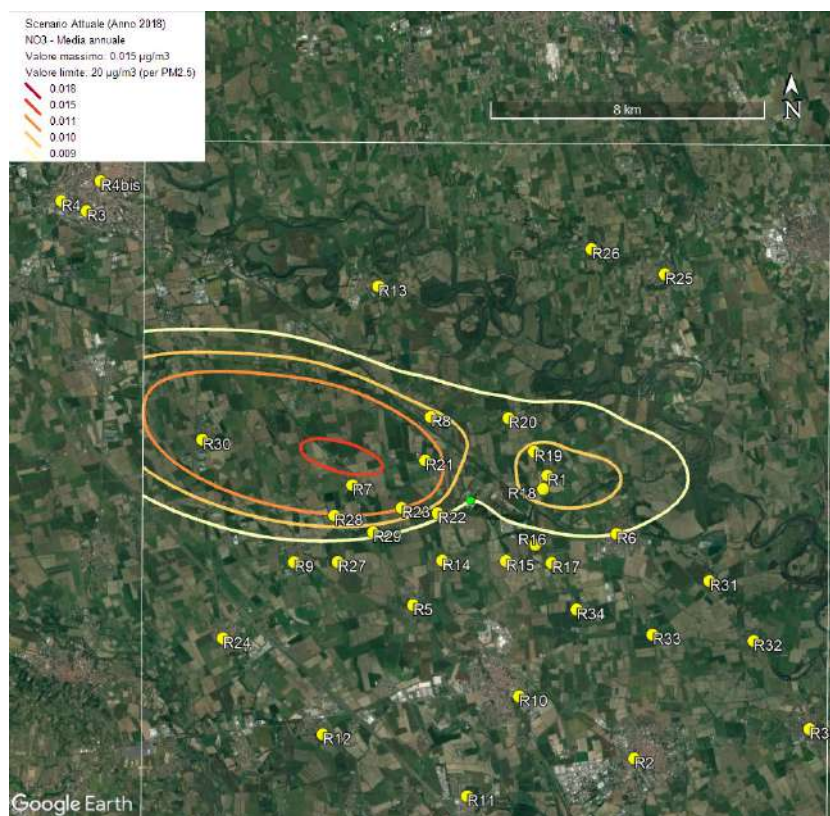 Scenario Attuale (Anno 2018)
NO3 - Media annuale
Valore massimo: 0.015 µg/m3
Valore limite: 20 µg/m3 (per PM2.5)
0.018
0.015
0.011
0.010
0.009
8 km
N
R4bis
R4
R3
R26
R25
R13
R8
R20
R30
R19
R21
R1
R7
R18
R23
R22
R28
R29
R6
R16
R9
R27
R14
R15
R17
R31
R5
R34
R24
R33
R32
R10
R3
R12
R2
R11
Google Earth